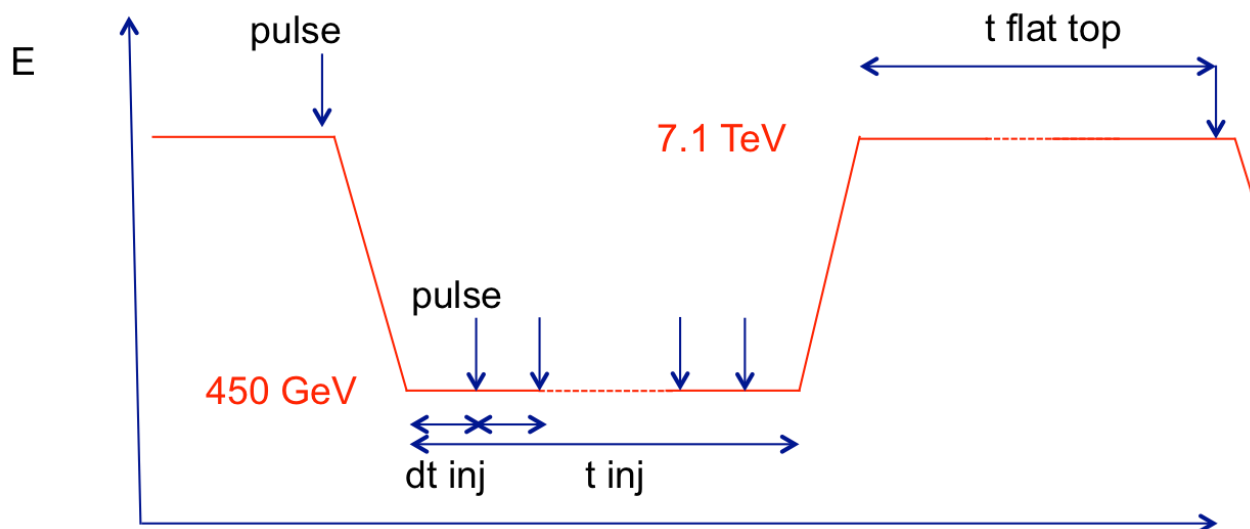 pulse
t flat top
E
7.1 TeV
pulse
450 GeV
dt inj
t inj